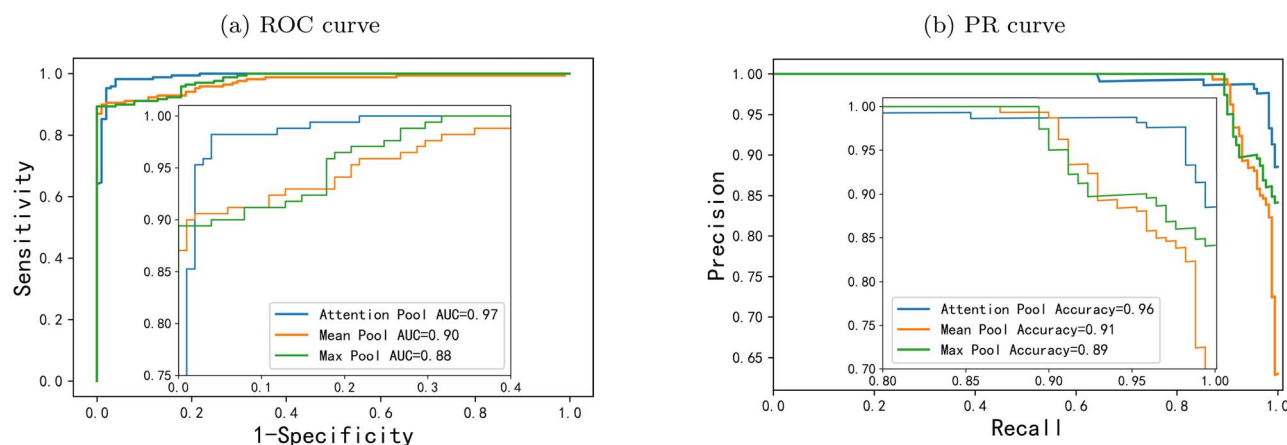 (a) ROC curve
(b) PR curve
1.0
0.8
0.6
0.4
0.2
0.0
Sensitivity
1.00
0.95
0.90
0.85
0.80
0.75
0.0 0.1 0.2 0.3 0.4
Attention Pool AUC=0.97
Mean Pool AUC=0.90
Max Pool AUC=0.88
0.0 0.2 0.4 0.6 0.8 1.0
1-Specificity
1.00
0.95
0.90
0.85
0.80
0.75
0.70
0.65
Precision
1.00
0.95
0.90
0.85
0.80
0.75
0.70
0.80 0.85 0.90 0.95 1.00
Attention Pool Accuracy=0.96
Mean Pool Accuracy=0.91
Max Pool Accuracy=0.89
0.0 0.2 0.4 0.6 0.8 1.0
Recall